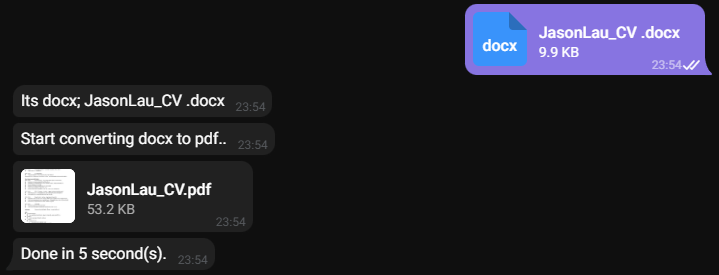 docx
JasonLau_CV .docx
9.9 KB
23:54
Its docx; JasonLau_CV .docx
23:54
Start converting docx to pdf..
23:54
JasonLau_CV.pdf
53.2 KB
23:54
Done in 5 second(s).
23:54